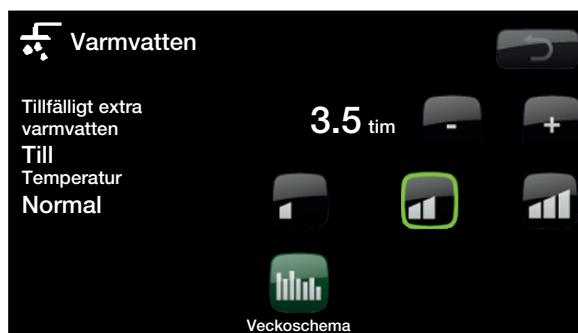 Varmvatten
Tillfälligt extra
varmvatten
3.5 tim
-
+
Till
Temperatur
Normal
Veckoschema